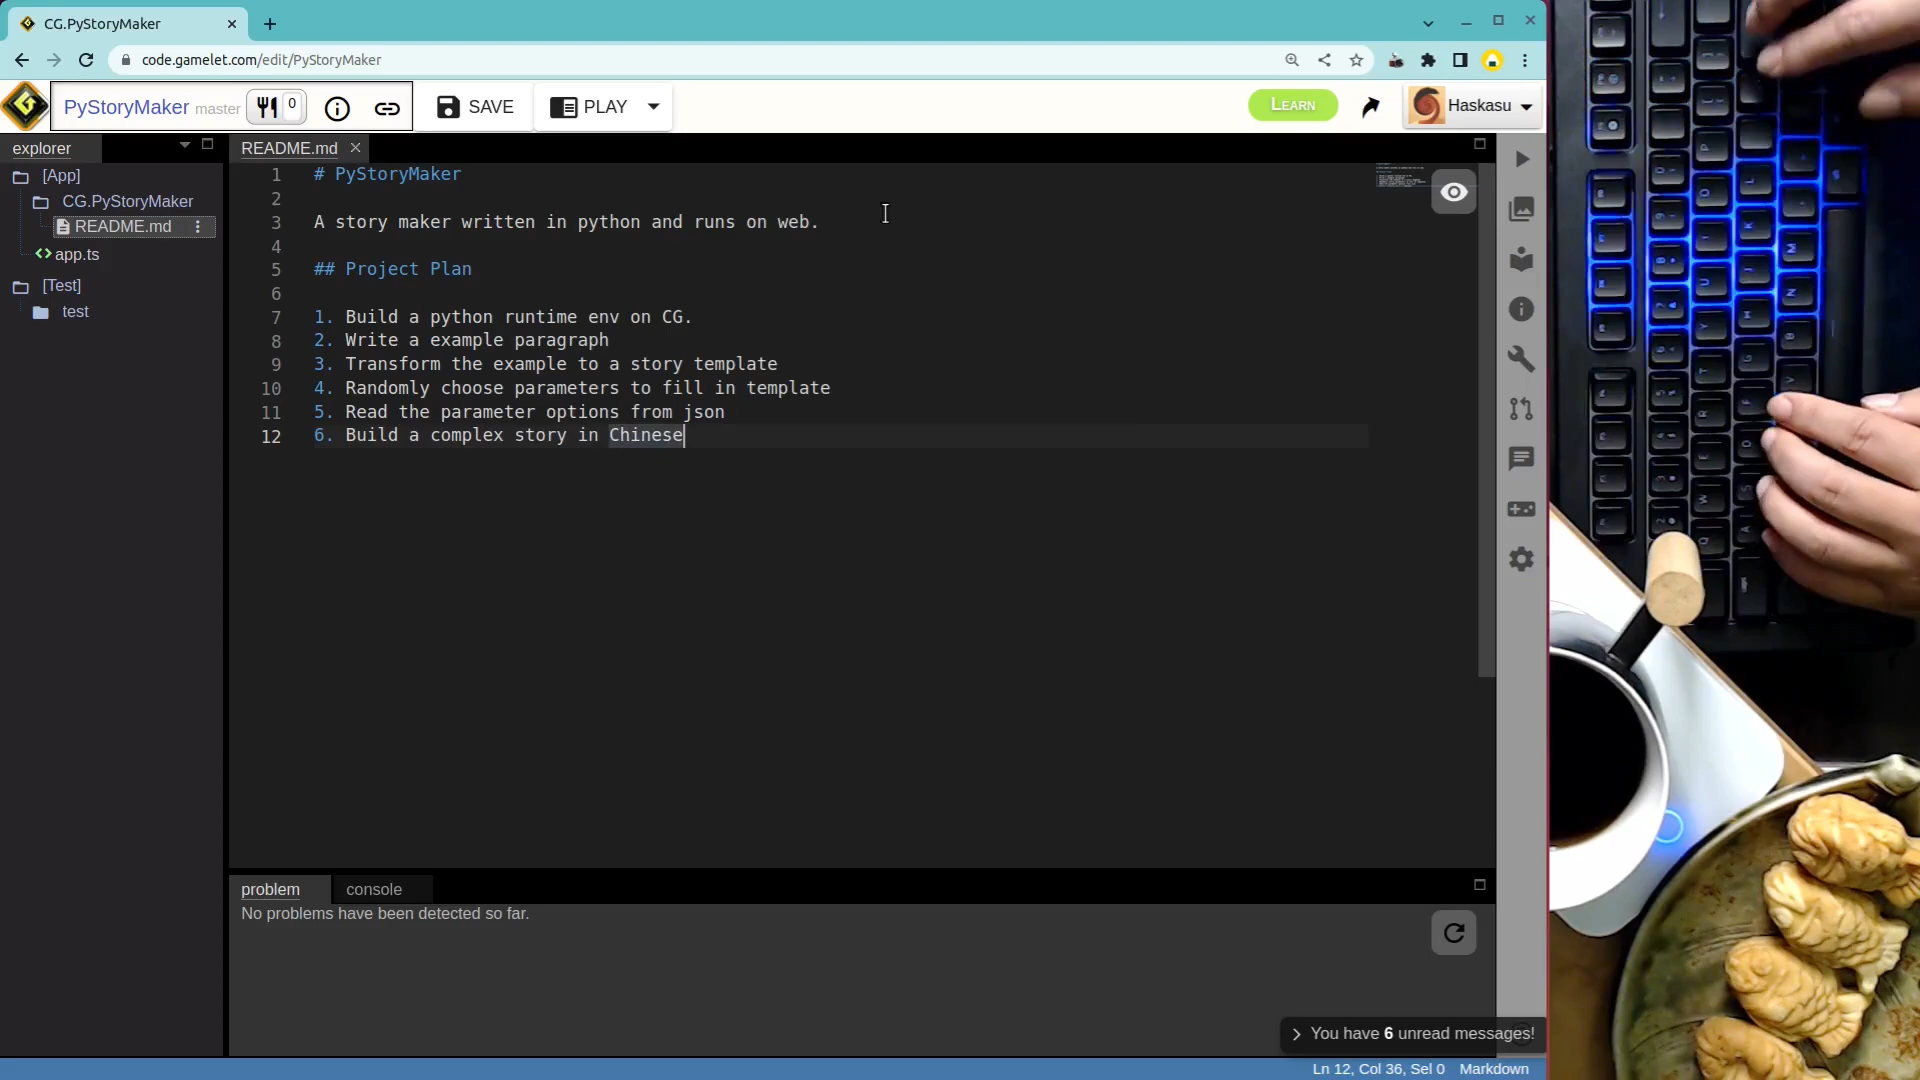 CG.PyStoryMaker
code.gamelet.com/edit/PyStoryMaker
PyStoryMaker master 0 SAVE PLAY LEARN Haskasu
explorer
README.md
[App]
CG.PyStoryMaker
README.md
app.ts
[Test]
test
1 # PyStoryMaker
2
3 A story maker written in python and runs on web.
4
5 ## Project Plan
6
7 1. Build a python runtime env on CG.
8 2. Write a example paragraph
9 3. Transform the example to a story template
10 4. Randomly choose parameters to fill in template
11 5. Read the parameter options from json
12 6. Build a complex story in Chinese
problem console
No problems have been detected so far.
You have 6 unread messages!
Ln 12, Col 36, Sel 0 Markdown